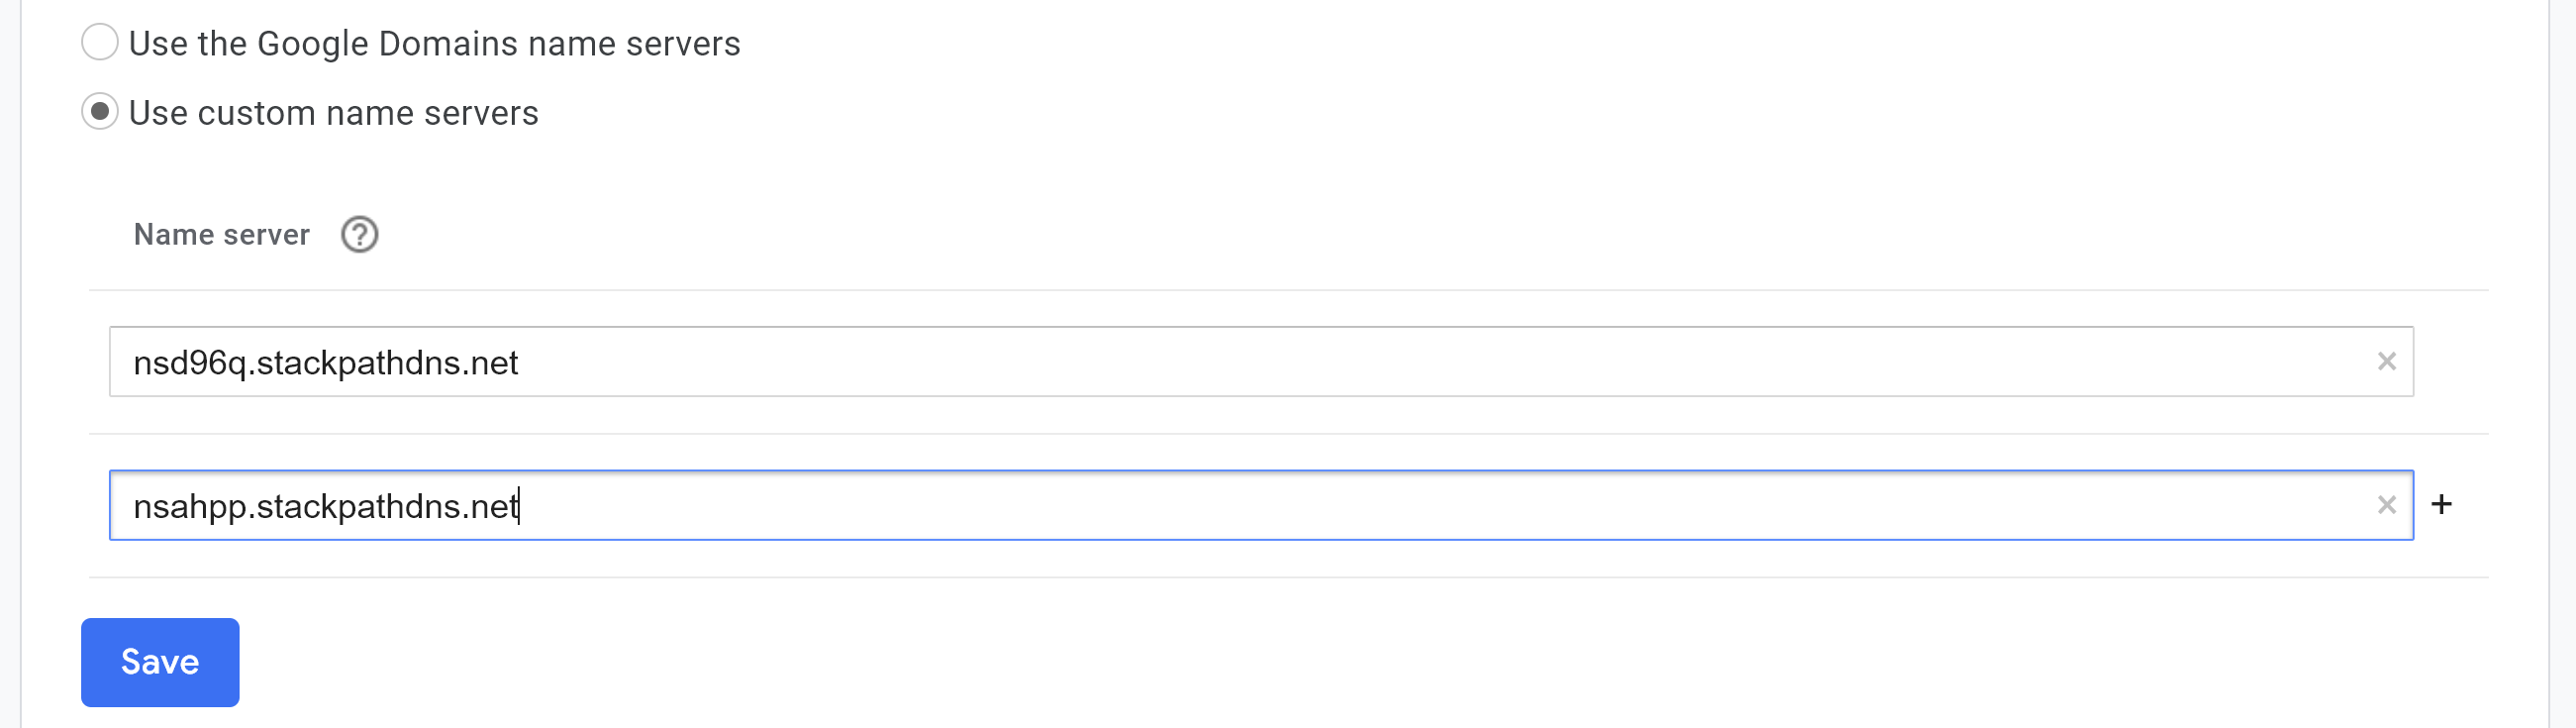 Use the Google Domains name servers
Use custom name servers
Name server ?
nsd96q.stackpathdns.net ×
nsahpp.stackpathdns.net × +
Save